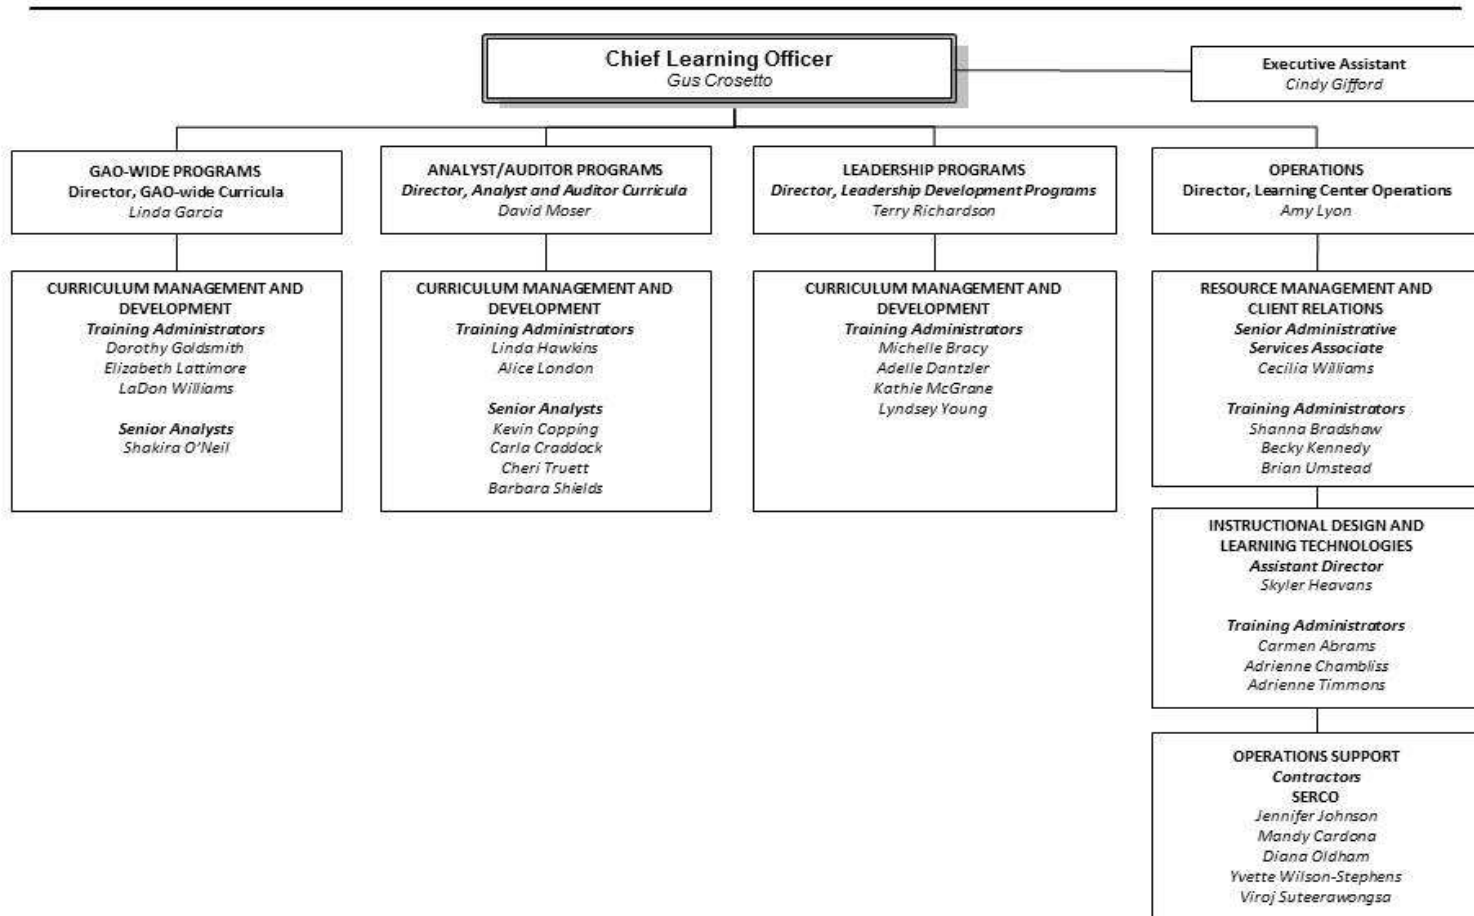 Chief Learning Officer
Gus Crosetto
Executive Assistant
Cindy Gifford
GAO-WIDE PROGRAMS
Director, GAO-wide Curricula
Linda Garcia
ANALYST/AUDITOR PROGRAMS
Director, Analyst and Auditor Curricula
David Moser
LEADERSHIP PROGRAMS
Director, Leadership Development Programs
Terry Richardson
OPERATIONS
Director, Learning Center Operations
Amy Lyon
CURRICULUM MANAGEMENT AND
DEVELOPMENT
Training Administrators
Dorothy Goldsmith
Elizabeth Lattimore
LaDon Williams
Senior Analysts
Shakira O'Neil
CURRICULUM MANAGEMENT AND
DEVELOPMENT
Training Administrators
Linda Hawkins
Alice London
Senior Analysts
Kevin Copping
Carla Craddock
Cheri Truett
Barbara Shields
CURRICULUM MANAGEMENT AND
DEVELOPMENT
Training Administrators
Michelle Bracy
Adelle Dantzler
Kathie McGrane
Lyndsey Young
RESOURCE MANAGEMENT AND
CLIENT RELATIONS
Senior Administrative
Services Associate
Cecilia Williams
Training Administrators
Shanna Bradshaw
Becky Kennedy
Brian Umstead
INSTRUCTIONAL DESIGN AND
LEARNING TECHNOLOGIES
Assistant Director
Skyler Heavans
Training Administrators
Carmen Abrams
Adrienne Chambliss
Adrienne Timmons
OPERATIONS SUPPORT
Contractors
SERCO
Jennifer Johnson
Mandy Cardona
Diana Oldham
Yvette Wilson-Stephens
Viroj Suteerawongsa